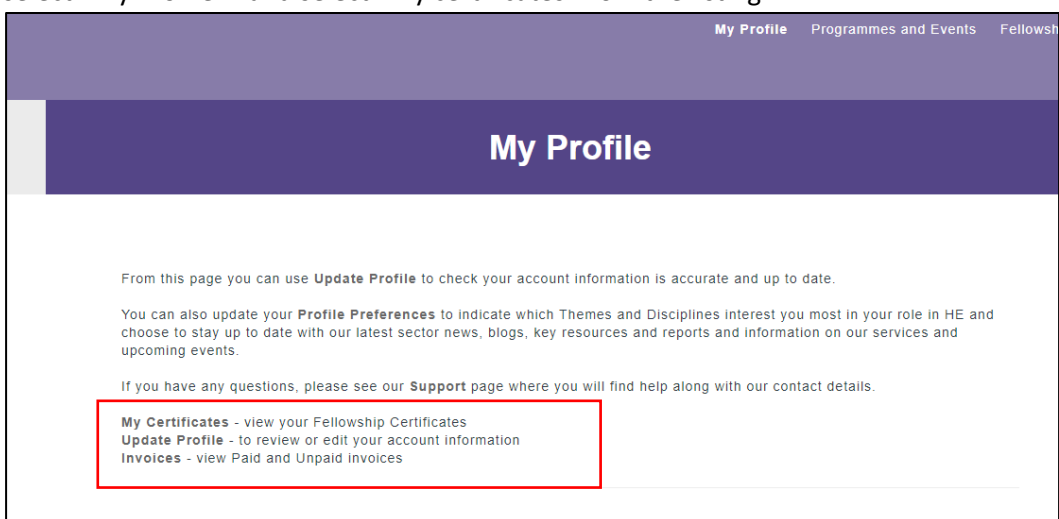 My Profile Programmes and Events
My Profile
From this page you can use Update Profile to check your account information is accurate and up to date.
You can also update your Profile Preferences to indicate which Themes and Disciplines interest you most in your role in HE and
choose to stay up to date with our latest sector news, blogs, key resources and reports and information on our services and
upcoming events.
If you have any questions, please see our Support page where you will find help along with our contact details.
My Certificates - view your Fellowship Certificates
Update Profile - to review or edit your account information
Invoices - view Paid and Unpaid invoices